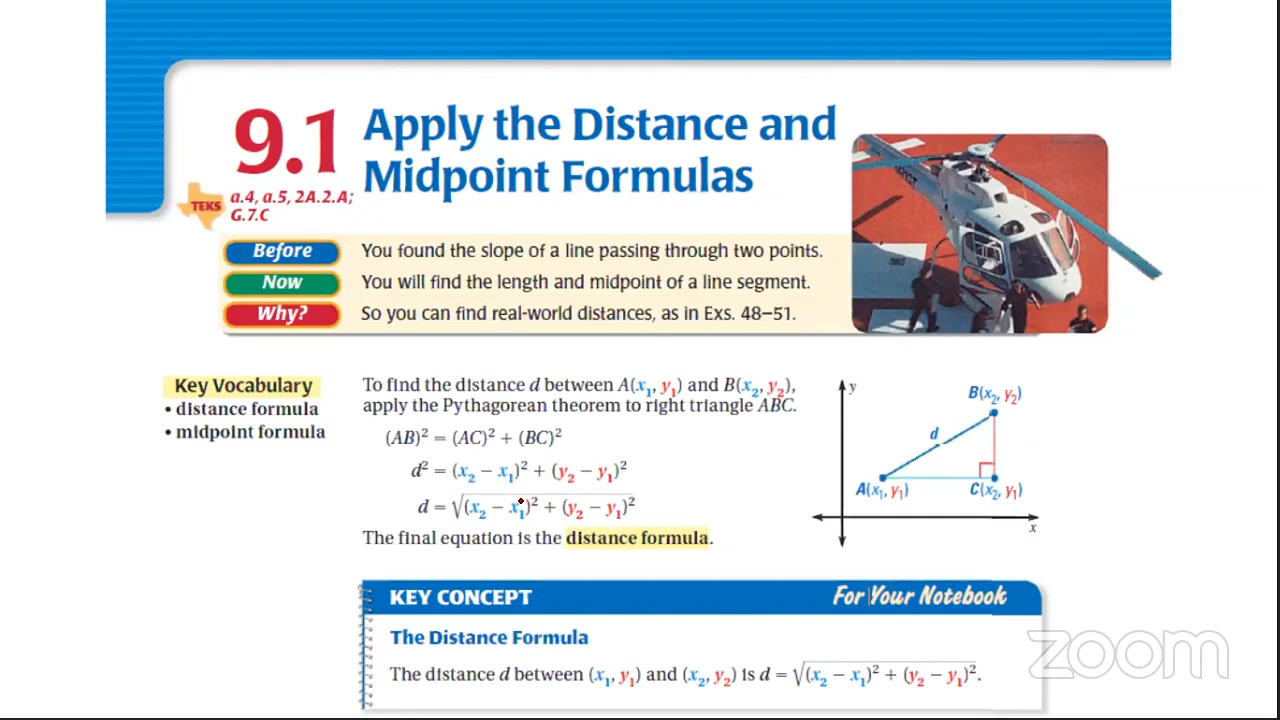 9.1
Apply the Distance and
Midpoint Formulas
TEKS
a.4, a.5, 2A.2.A;
G.7.C
Before
You found the slope of a line passing through two points.
Now
You will find the length and midpoint of a line segment.
Why?
So you can find real-world distances, as in Exs. 48–51.
Key Vocabulary
• distance formula
• midpoint formula
To find the distance d between A(x₁, y₁) and B(x₂, y₂),
apply the Pythagorean theorem to right triangle ABC.
(AB)² = (AC)² + (BC)²
d² = (x₂ − x₁)² + (y₂ − y₁)²
d = √(x₂ − x₁)² + (y₂ − y₁)²
The final equation is the distance formula.
y
B(x₂, y₂)
d
A(x₁, y₁)
C(x₂, y₁)
x
KEY CONCEPT
For Your Notebook
The Distance Formula
The distance d between (x₁, y₁) and (x₂, y₂) is d = √(x₂ − x₁)² + (y₂ − y₁)².
zoom